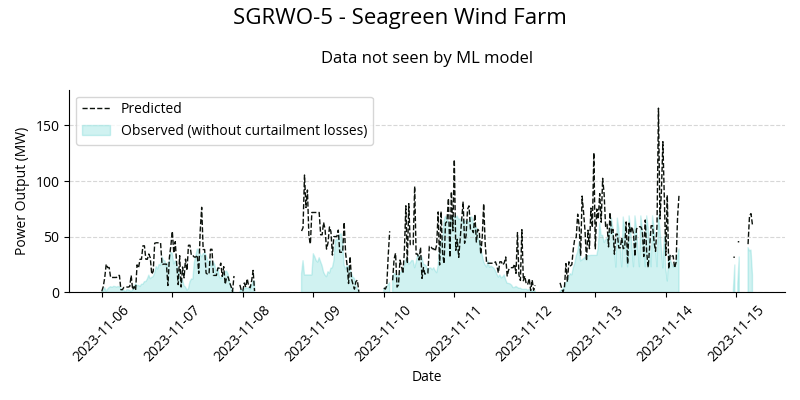 SGRWO-5 - Seagreen Wind Farm
Data not seen by ML model
Predicted
Observed (without curtailment losses)
Power Output (MW)
150
100
50
0
2023-11-06
2023-11-07
2023-11-08
2023-11-09
2023-11-10
2023-11-11
2023-11-12
2023-11-13
2023-11-14
2023-11-15
Date